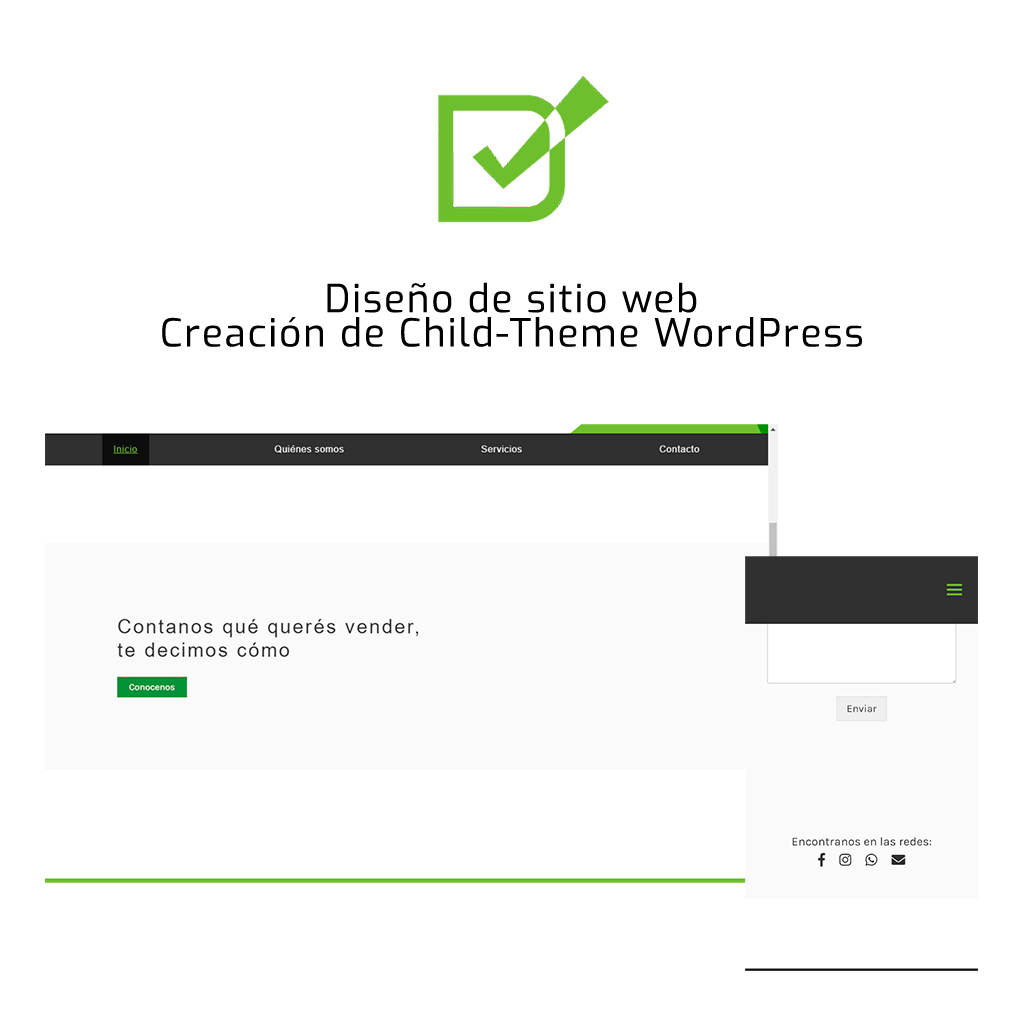 Diseño de sitio web
Creación de Child-Theme WordPress
Inicio
Quiénes somos
Servicios
Contacto
Contanos qué querés vender,
te decimos cómo
Conocenos
Enviar
Encontranos en las redes: